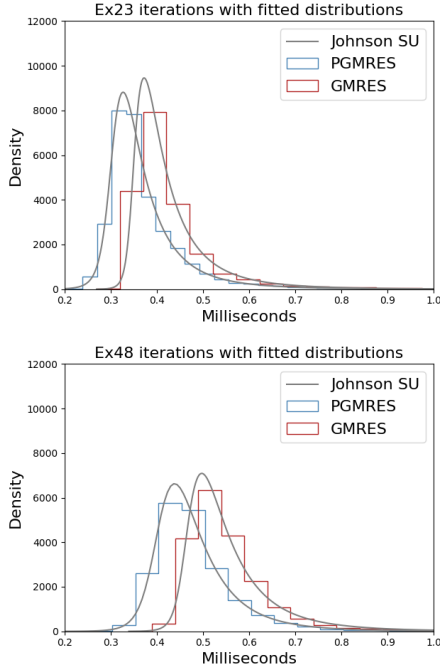 Ex23 iterations with fitted distributions
12000
10000
8000
6000
4000
2000
0
Density
Johnson SU
PGMRES
GMRES
0.2 0.3 0.4 0.5 0.6 0.7 0.8 0.9 1.0
Milliseconds
Ex48 iterations with fitted distributions
12000
10000
8000
6000
4000
2000
0
Density
Johnson SU
PGMRES
GMRES
0.2 0.3 0.4 0.5 0.6 0.7 0.8 0.9 1.0
Milliseconds